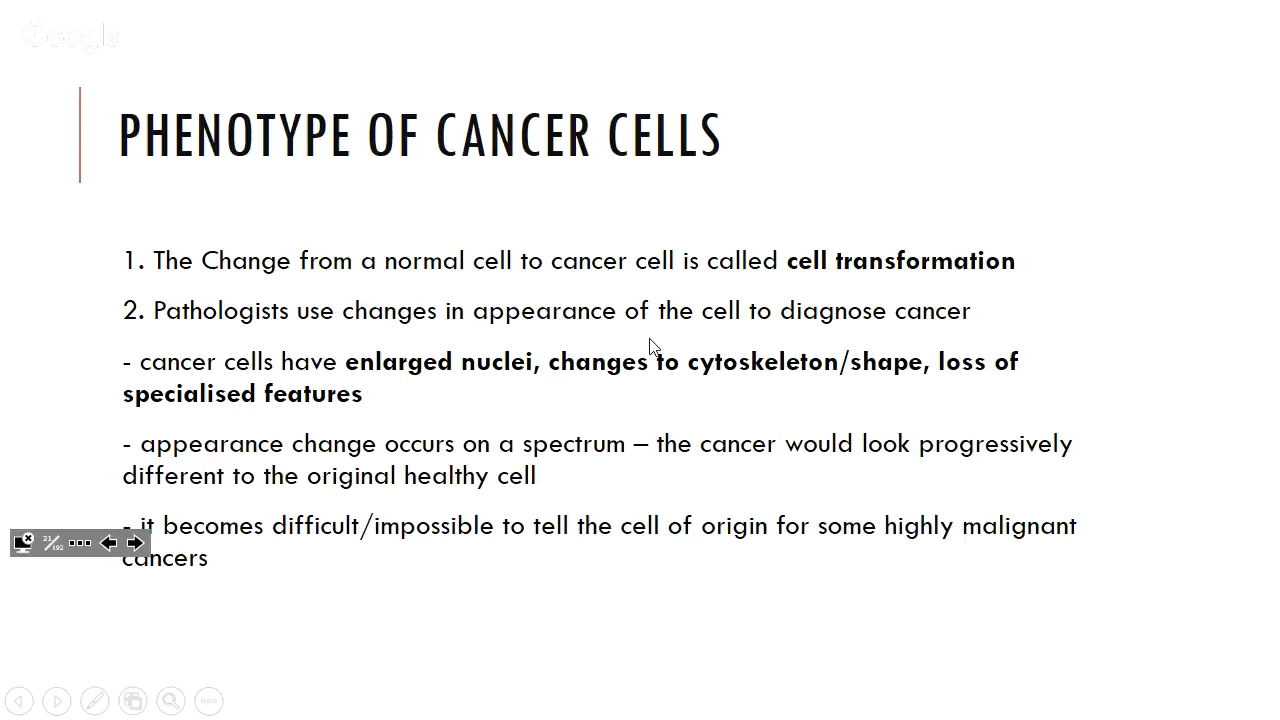 Google
PHENOTYPE OF CANCER CELLS
1. The Change from a normal cell to cancer cell is called cell transformation
2. Pathologists use changes in appearance of the cell to diagnose cancer
- cancer cells have enlarged nuclei, changes to cytoskeleton/shape, loss of
specialised features
- appearance change occurs on a spectrum – the cancer would look progressively
different to the original healthy cell
- it becomes difficult/impossible to tell the cell of origin for some highly malignant
cancers
21/192